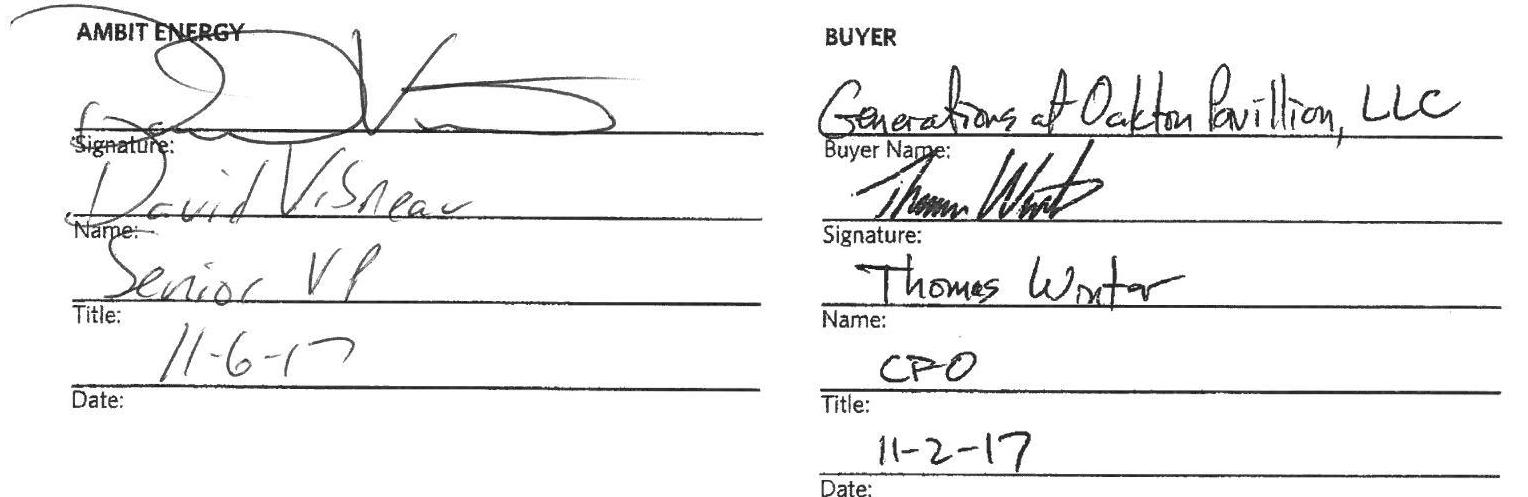 AMBIT ENERGY
Signature:
David Visneau
Name:
Senior VP
Title:
11-6-17
Date:
BUYER
Generations at Oakton Pavillion, LLC
Buyer Name:
Signature:
Thomas Winter
Name:
CFO
Title:
11-2-17
Date: